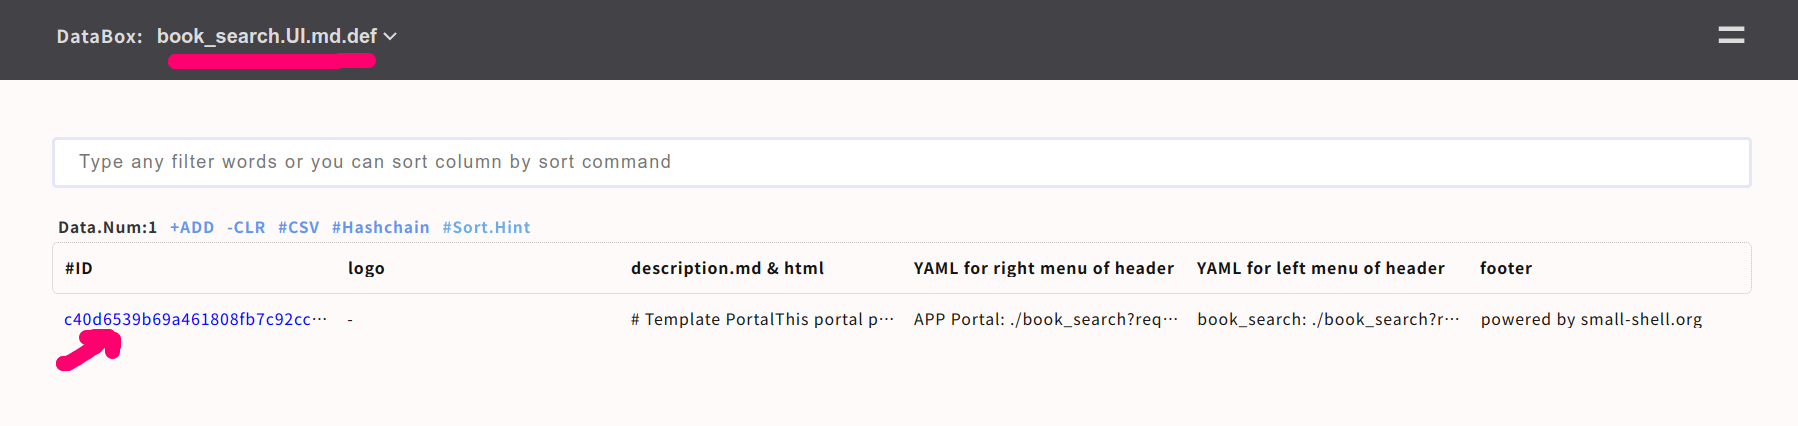 DataBox: book_search.UI.md.def
Type any filter words or you can sort column by sort command
Data.Num:1 +ADD -CLR #CSV #Hashchain #Sort.Hint
#ID logo description.md & html YAML for right menu of header YAML for left menu of header footer
c40d6539b69a461808fb7c92cc··· - # Template PortalThis portal p··· APP Portal: ./book_search?req··· book_search: ./book_search?r··· powered by small-shell.org